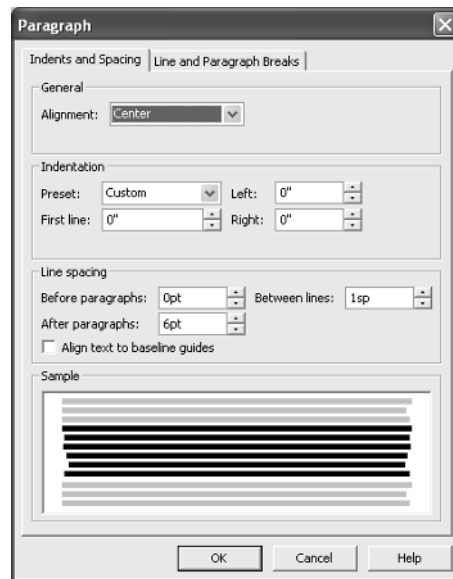 Paragraph
Indents and Spacing Line and Paragraph Breaks
General
Alignment: Center
Indentation
Preset: Custom Left: 0"
First line: 0" Right: 0"
Line spacing
Before paragraphs: 0pt Between lines: 1sp
After paragraphs: 6pt
Align text to baseline guides
Sample
OK Cancel Help